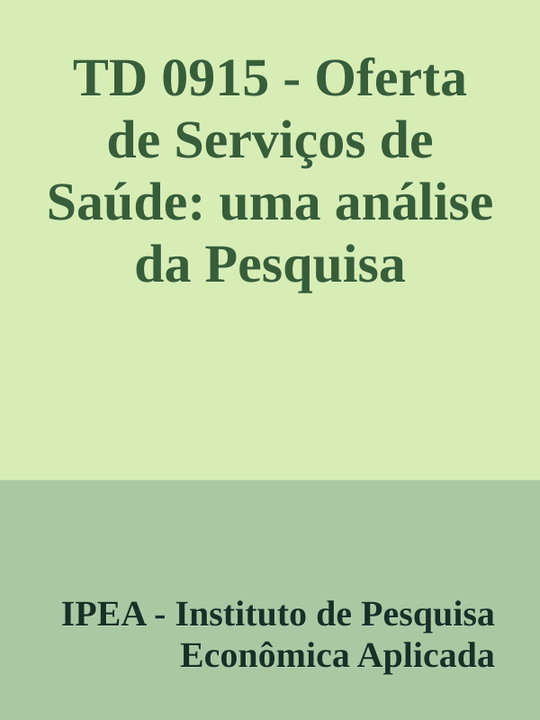 TD 0915 - Oferta
de Serviços de
Saúde: uma análise
da Pesquisa
IPEA - Instituto de Pesquisa
Econômica Aplicada